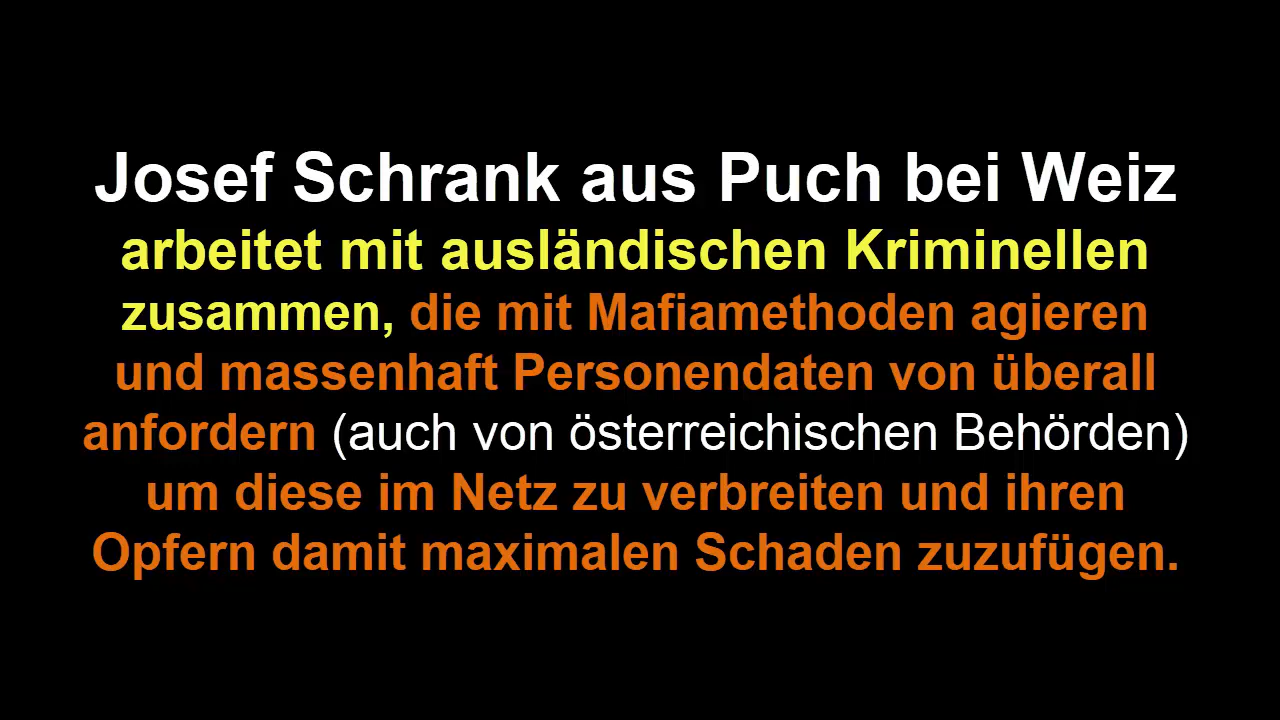 Josef Schrank aus Puch bei Weiz
arbeitet mit ausländischen Kriminellen
zusammen, die mit Mafiamethoden agieren
und massenhaft Personendaten von überall
anfordern (auch von österreichischen Behörden)
um diese im Netz zu verbreiten und ihren
Opfern damit maximalen Schaden zuzufügen.